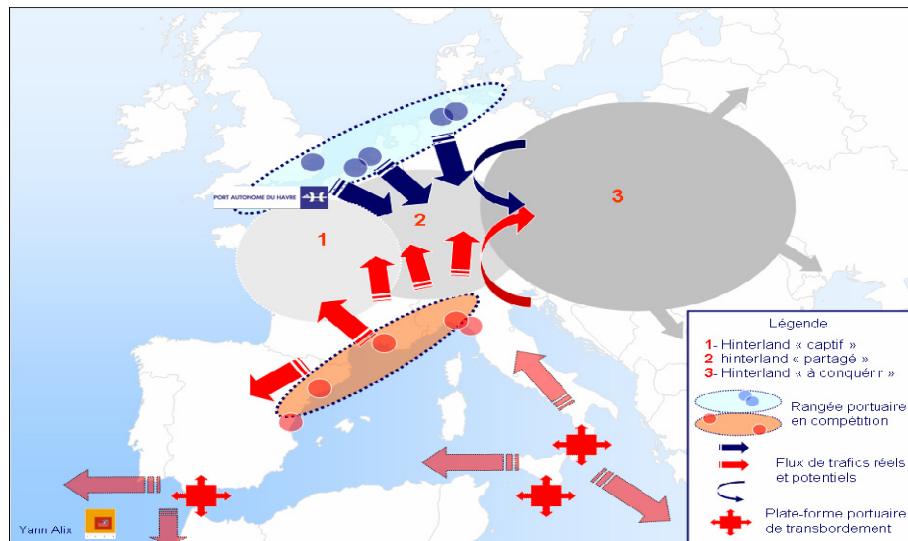 PORT AUTONOME DU HAVRE
1
2
3
Légende
1- Hinterland « captif »
2 hinterland « partagé »
3- Hinterland « à conquérir »
Rangée portuaire
en compétition
Flux de trafics réels
et potentiels
Plate-forme portuaires
de transbordement
Yann Alix